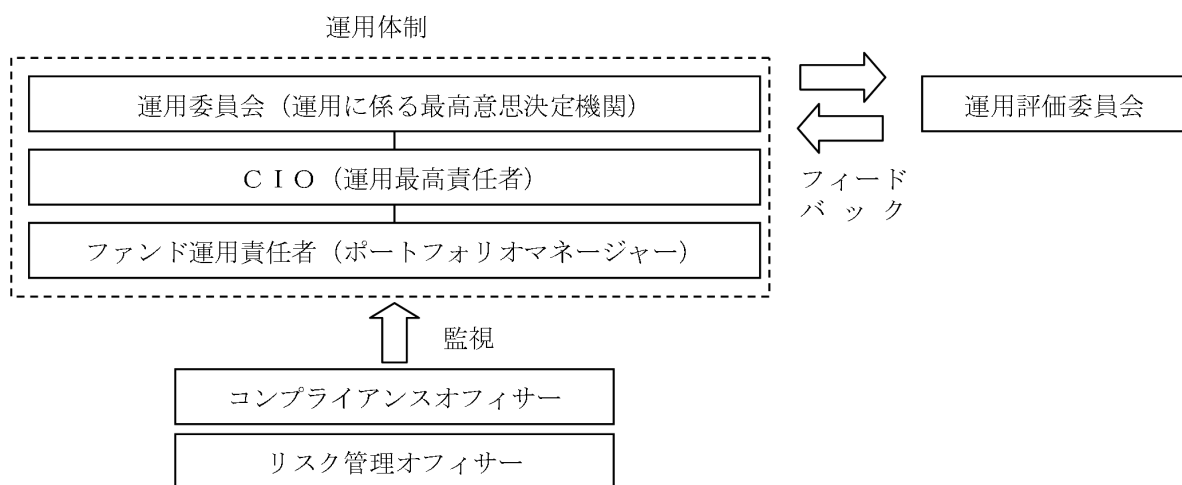 運用体制
運用委員会（運用に係る最高意思決定機関）
運用評価委員会
ＣＩＯ（運用最高責任者）
フィード
バック
ファンド運用責任者（ポートフォリオマネージャー）
監視
コンプライアンスオフィサー
リスク管理オフィサー